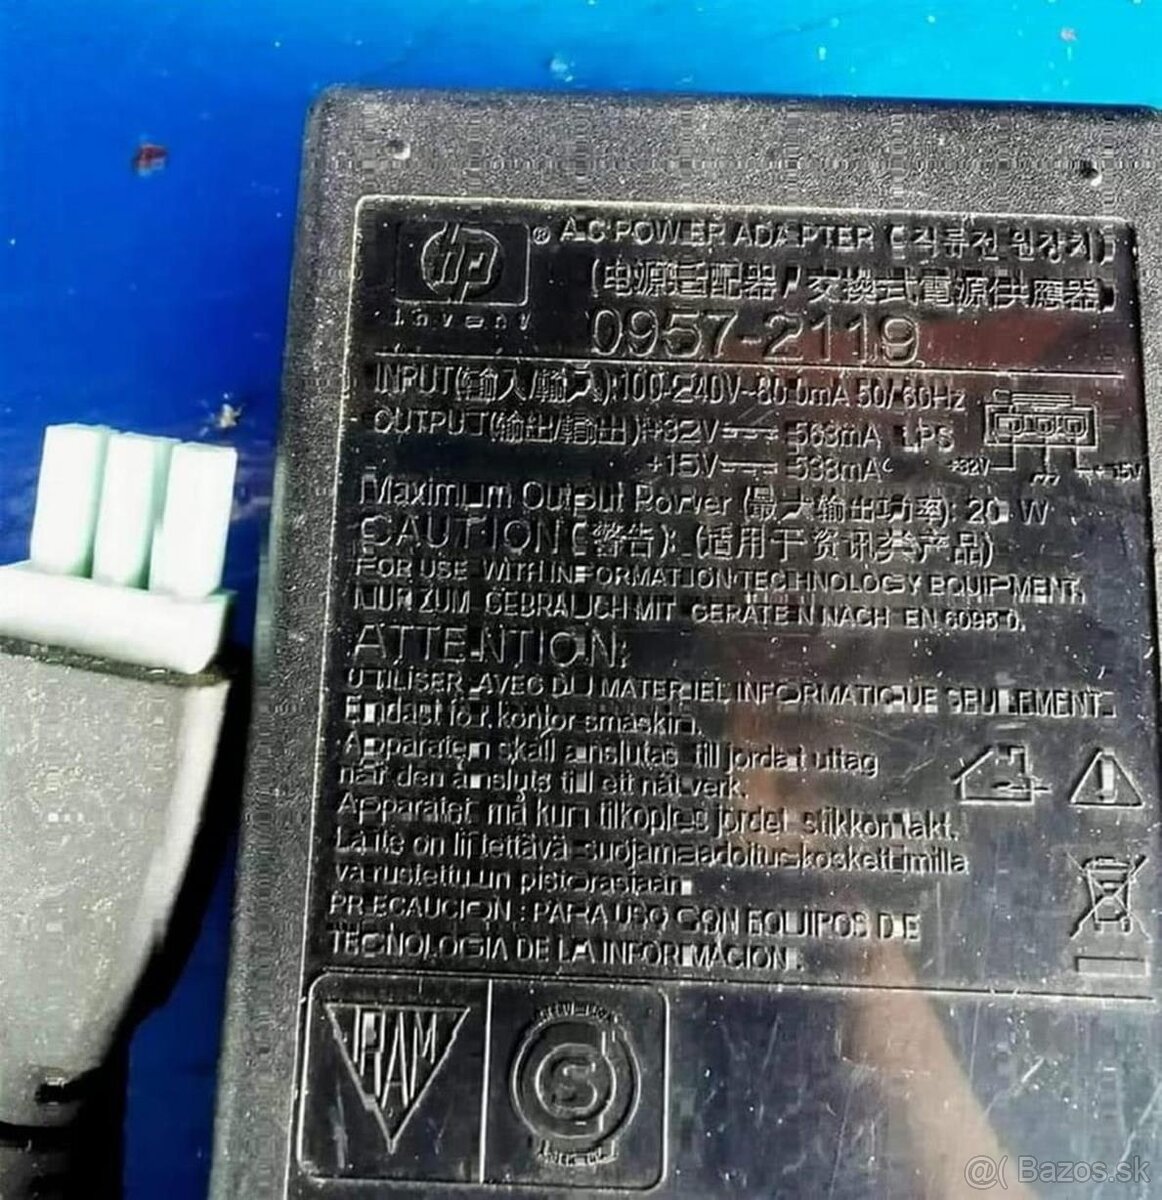 hp ® AC POWER ADAPTER (직류전원장치)
invent (电源适配器/交換式電源供應器)
0957-2119
INPUT(输入/輸入):100-240V~800mA 50/60Hz
OUTPUT(输出/輸出):+32V⎓563mA LPS
+15V⎓533mA
+32V +15V
Maximum Output Power (最大输出功率): 20 W
CAUTION(警告): (适用于资讯类产品)
FOR USE WITH INFORMATION TECHNOLOGY EQUIPMENT.
NUR ZUM GEBRAUCH MIT GERÄTEN NACH EN 60950.
ATTENTION:
UTILISER AVEC DU MATERIEL INFORMATIQUE SEULEMENT.
Endast för kontorsmaskin.
Apparaten skall anslutas till jordat uttag
när den ansluts till ett nätverk.
Apparatet må kun tilkoples jordet stikkontakt.
Laite on liitettävä suojamaadoituskoskettimilla
varustettuun pistorasiaan.
PRECAUCION : PARA USO CON EQUIPOS DE
TECNOLOGIA DE LA INFORMACION.
IRAM
S
@( Bazos.sk